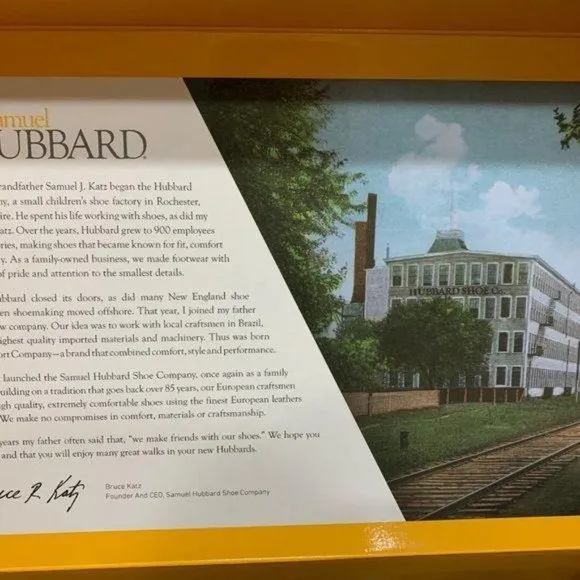 amuel
UBBARD
randfather Samuel J. Katz began the Hubbard
ny, a small children's shoe factory in Rochester,
ire. He spent his life working with shoes, as did my
atz. Over the years, Hubbard grew to 900 employees
ries, making shoes that became known for fit, comfort
y. As a family-owned business, we made footwear with
of pride and attention to the smallest details.
ubbard closed its doors, as did many New England shoe
en shoemaking moved offshore. That year, I joined my father
w company. Our idea was to work with local craftsmen in Brazil,
ighest quality imported materials and machinery. Thus was born
ort Company—a brand that combined comfort, style and performance.
launched the Samuel Hubbard Shoe Company, once again as a family
uilding on a tradition that goes back over 85 years, our European craftsmen
gh quality, extremely comfortable shoes using the finest European leathers
We make no compromises in comfort, materials or craftsmanship.
years my father often said that, "we make friends with our shoes." We hope you
and that you will enjoy many great walks in your new Hubbards.
uce R Katz
Bruce Katz
Founder And CEO, Samuel Hubbard Shoe Company
HUBBARD SHOE Co.